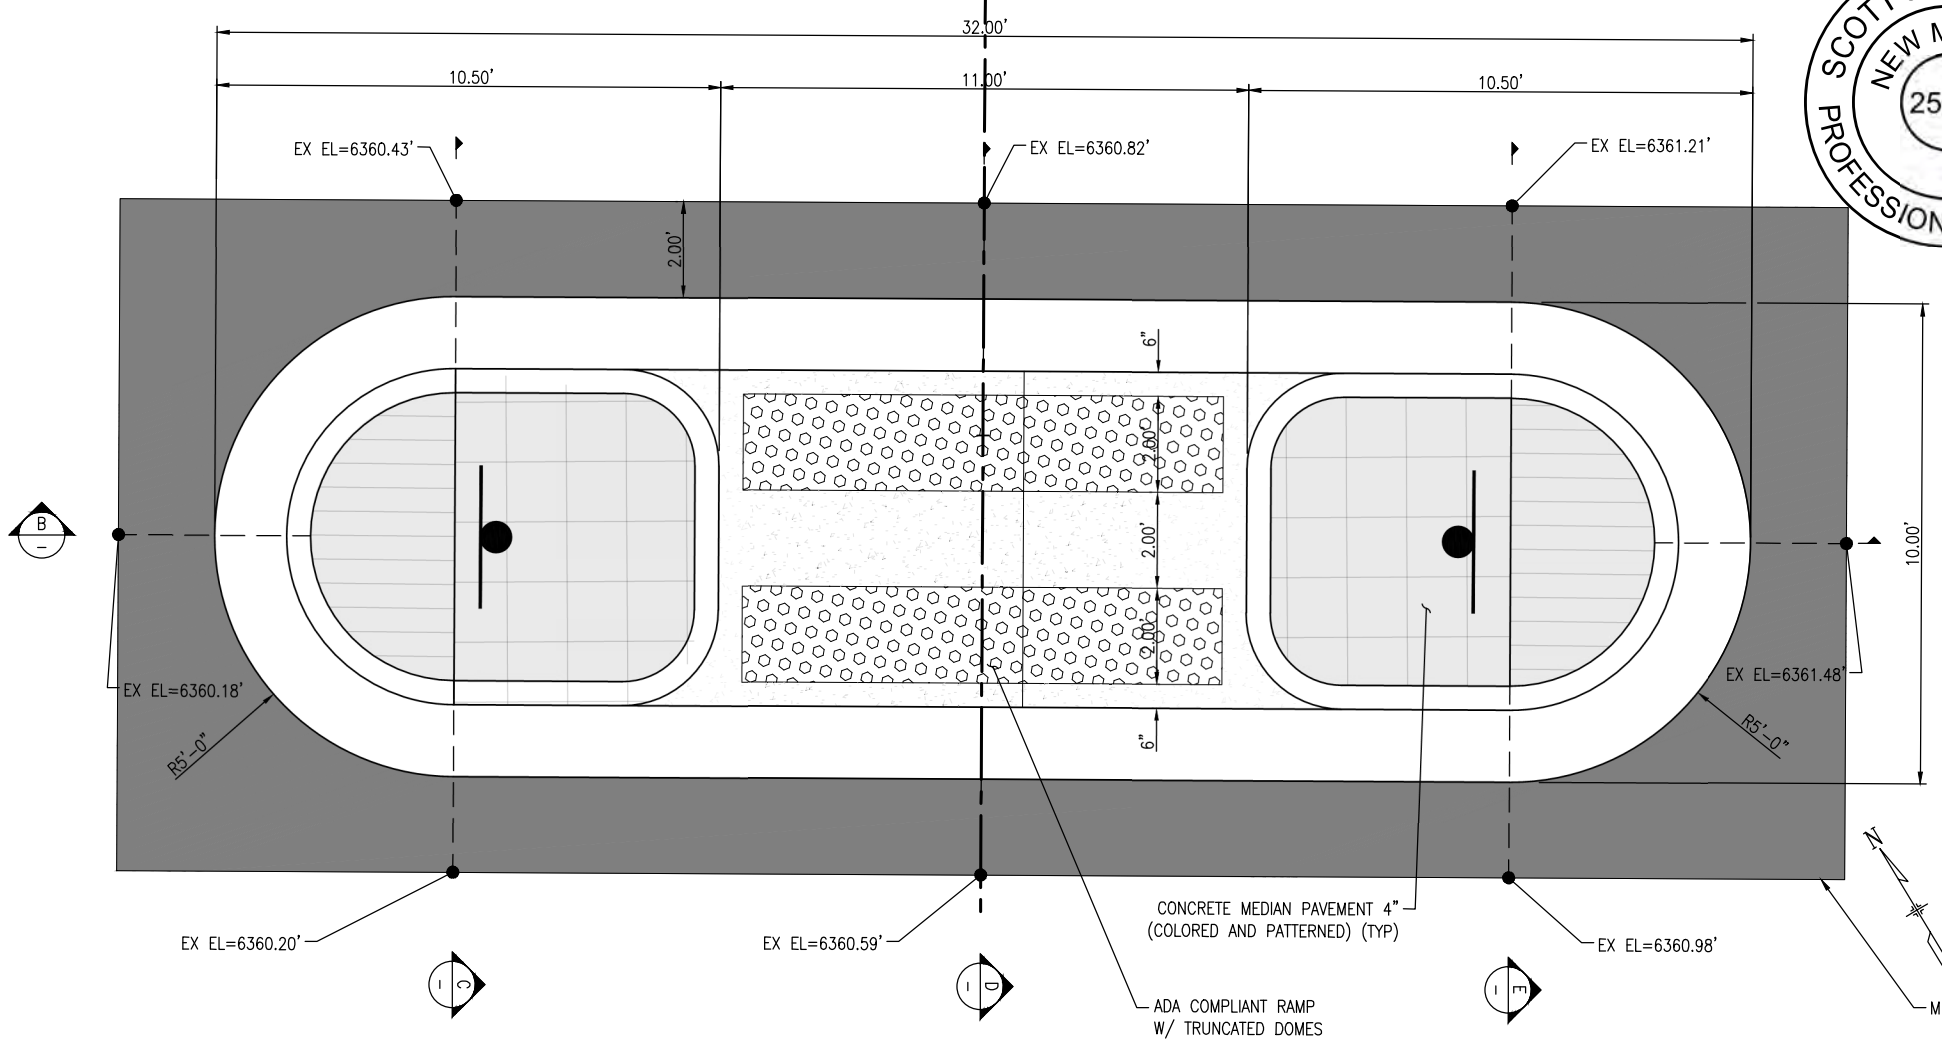 32.00'
10.50'
11.00'
10.50'
SCOTT
NEW M
25
PROFESSION
EX EL=6360.43'
EX EL=6360.82'
EX EL=6361.21'
2.00'
6"
2.00'
2.00'
2.00'
6"
10.00'
B
–
EX EL=6360.18'
EX EL=6361.48'
R5'-0"
R5'-0"
N
CONCRETE MEDIAN PAVEMENT 4"
(COLORED AND PATTERNED) (TYP)
EX EL=6360.20'
EX EL=6360.59'
EX EL=6360.98'
C
–
D
–
E
–
ADA COMPLIANT RAMP
W/ TRUNCATED DOMES
M